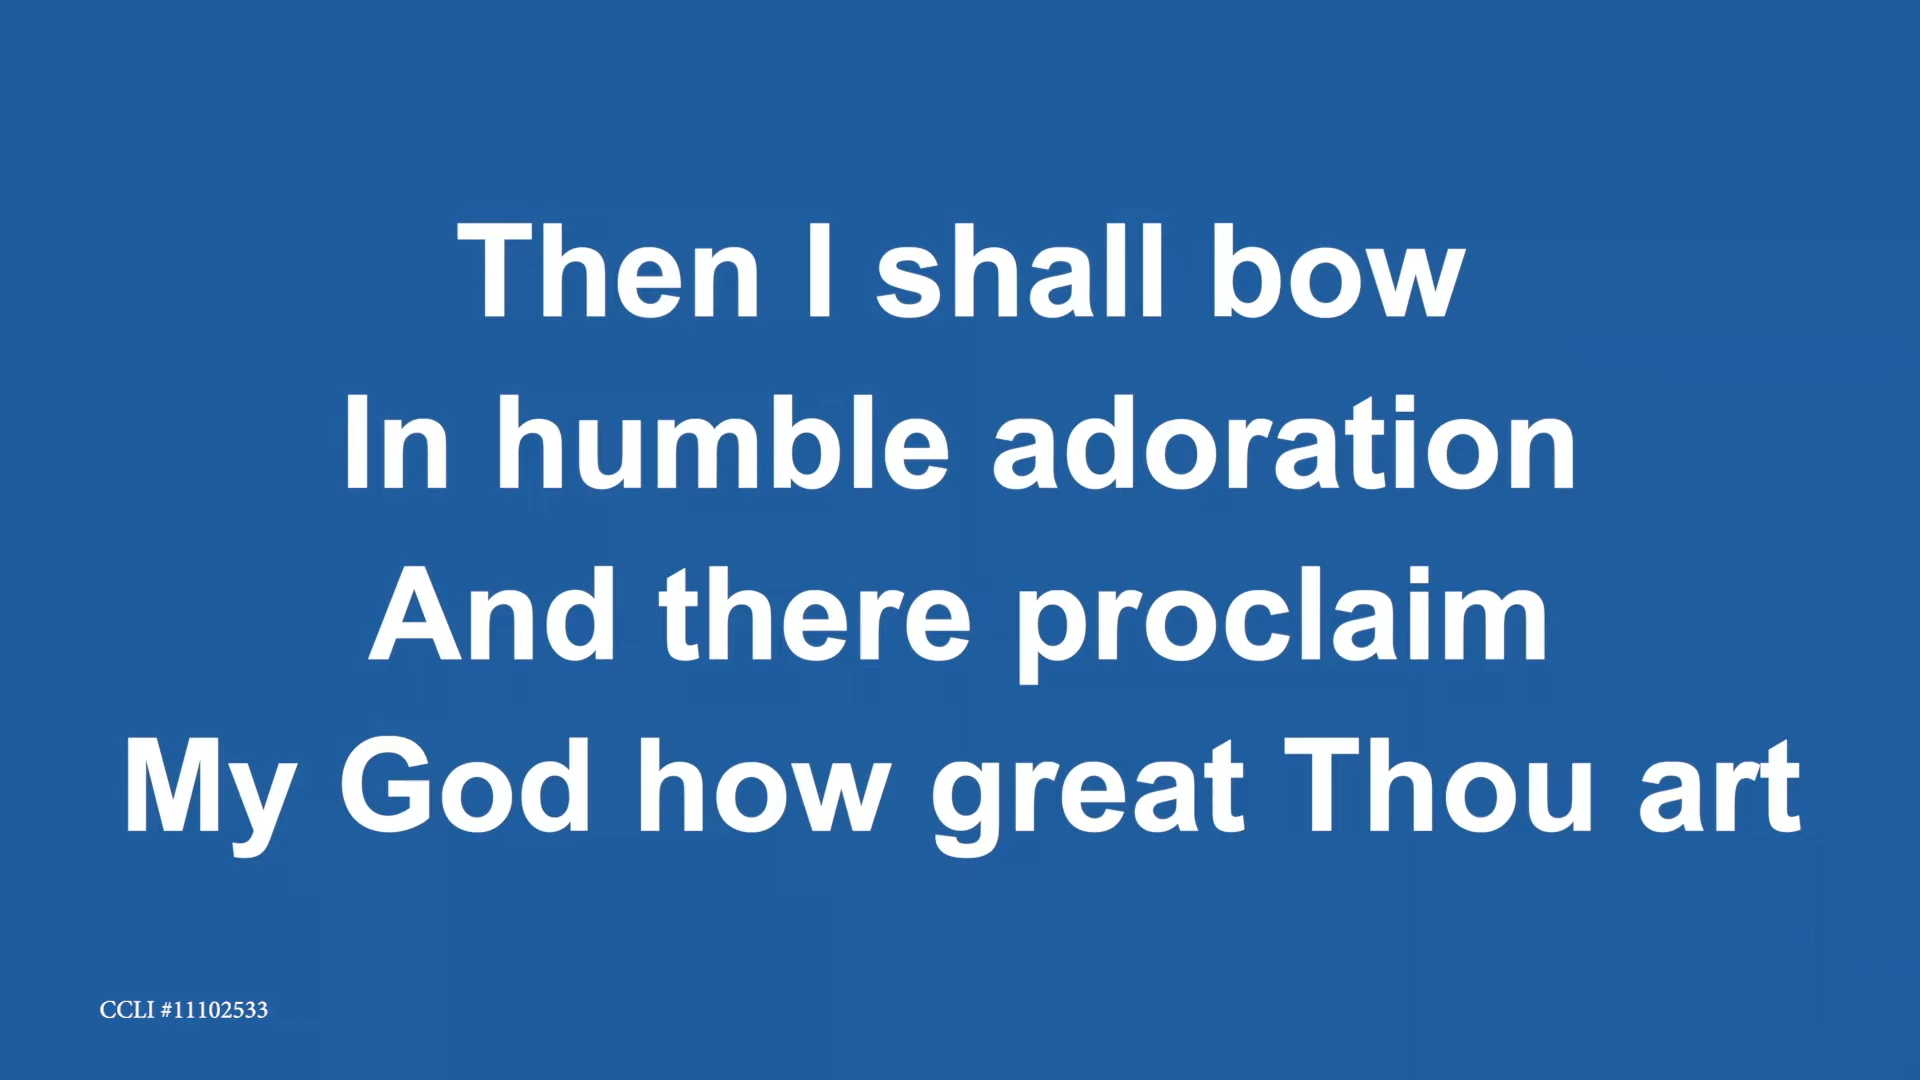 Then I shall bow
In humble adoration
And there proclaim
My God how great Thou art
CCLI #11102533